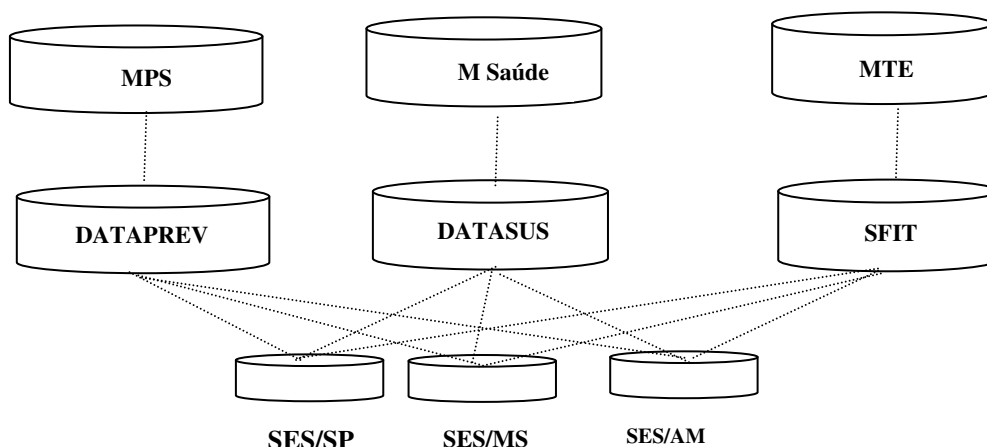 MPS
M Saúde
MTE
DATAPREV
DATASUS
SFIT
SES/SP
SES/MS
SES/AM